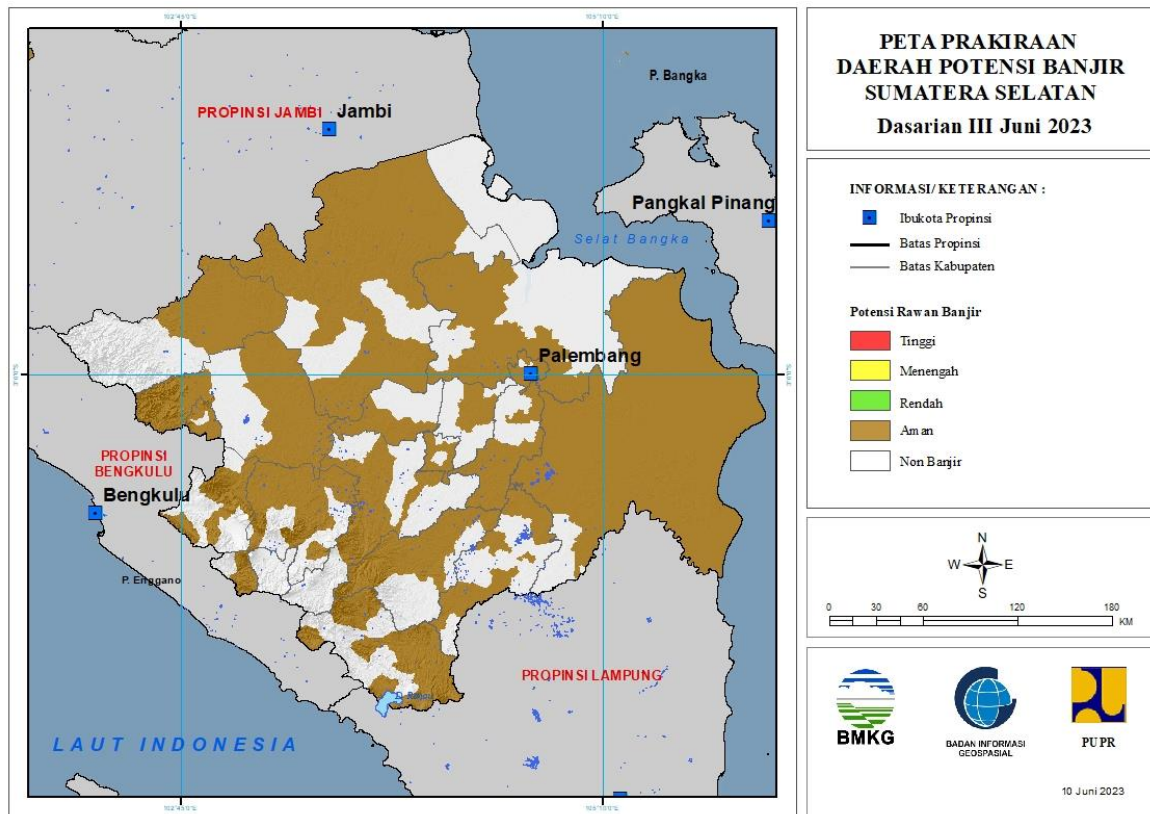 PETA PRAKIRAAN
DAERAH POTENSI BANJIR
SUMATERA SELATAN
Dasarian III Juni 2023
INFORMASI/ KETERANGAN :
Ibukota Propinsi
Batas Propinsi
Batas Kabupaten
Potensi Rawan Banjir
Tinggi
Menengah
Rendah
Aman
Non Banjir
N
W E
S
0 30 60 120 180
KM
BMKG
BADAN INFORMASI
GEOSPASIAL
PUPR
10 Juni 2023
P. Bangka
PROPINSI JAMBI
Jambi
Pangkal Pinang
Selat Bangka
Palembang
PROPINSI
BENGKULU
Bengkulu
P. Enggano
PROPINSI LAMPUNG
LAUT INDONESIA